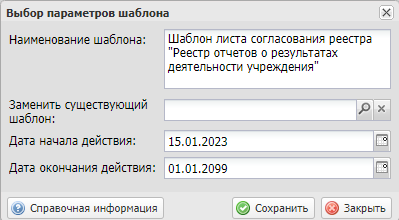 Выбор параметров шаблона
Наименование шаблона:
Шаблон листа согласования реестра
"Реестр отчетов о результатах
деятельности учреждения"
Заменить существующий
шаблон:
Дата начала действия:
15.01.2023
Дата окончания действия:
01.01.2099
Справочная информация
Сохранить
Закрыть